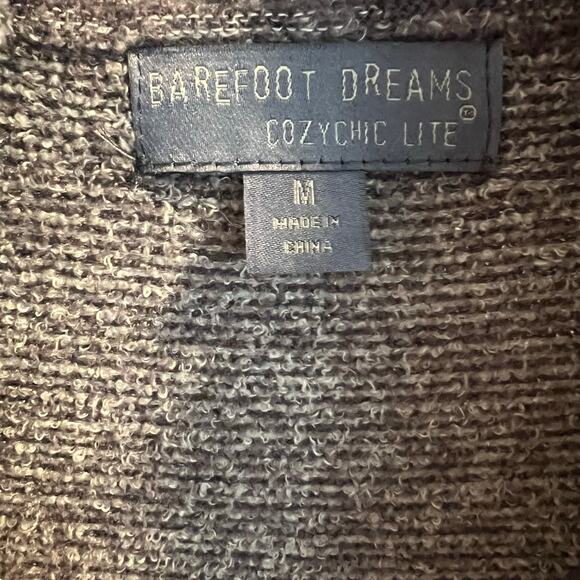 BAREFOOT DREAMS
COZYCHIC LITE®
M
MADE IN
CHINA